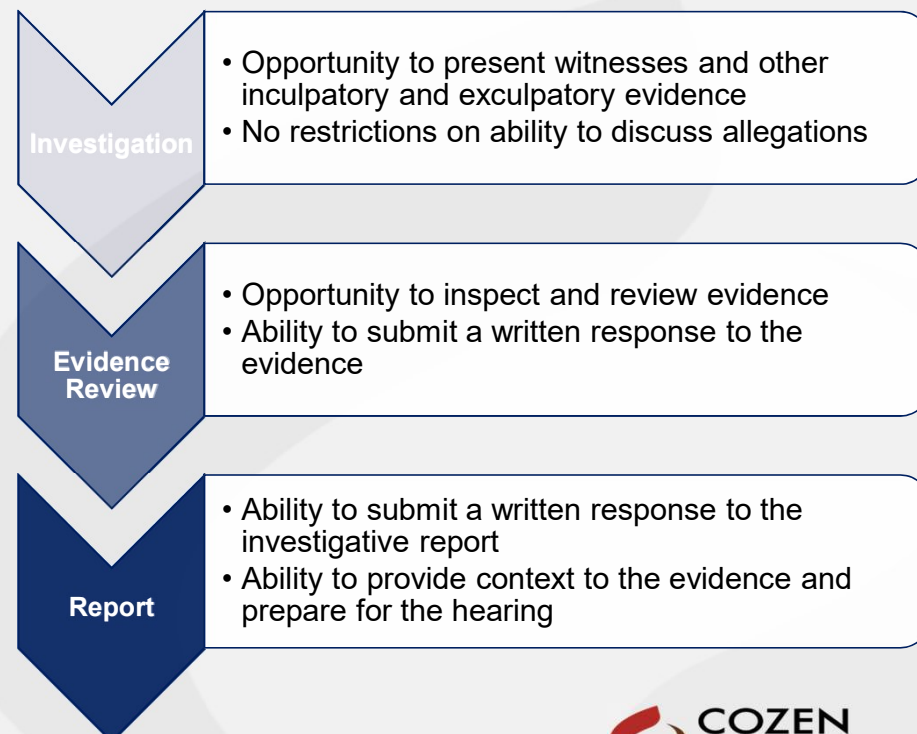 Investigation
• Opportunity to present witnesses and other
inculpatory and exculpatory evidence
• No restrictions on ability to discuss allegations
Evidence
Review
• Opportunity to inspect and review evidence
• Ability to submit a written response to the
evidence
Report
• Ability to submit a written response to the
investigative report
• Ability to provide context to the evidence and
prepare for the hearing
COZEN